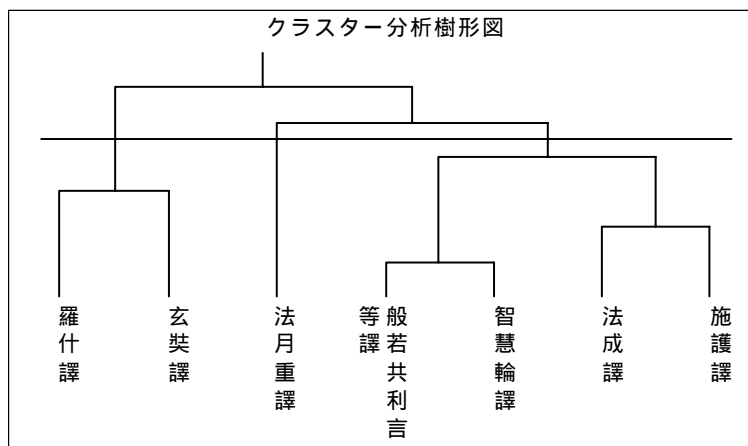 クラスター分析樹形図
羅什譯
玄奘譯
法月重譯
般若共利言
等譯
智慧輪譯
法成譯
施護譯